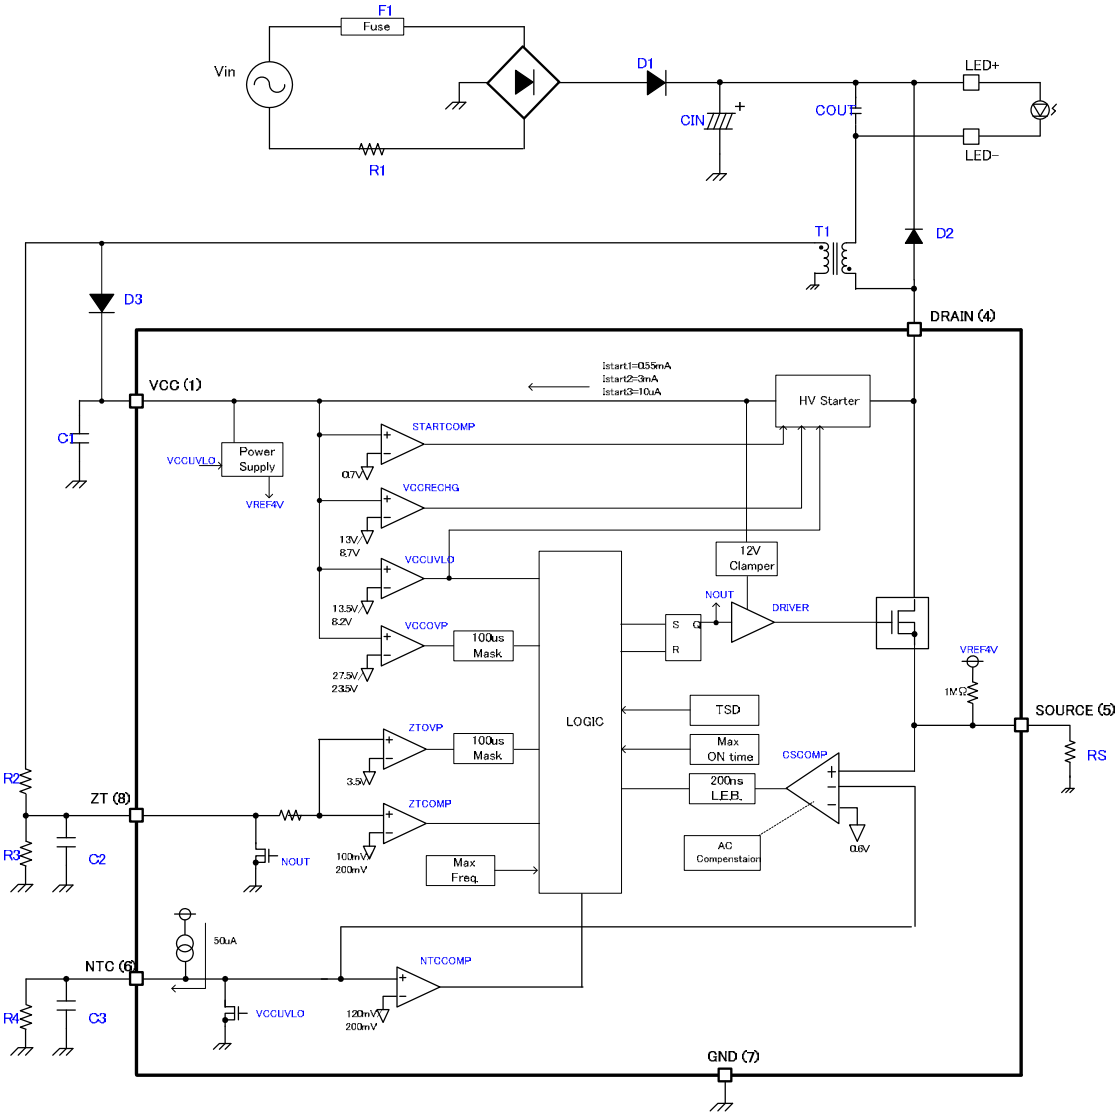 F1
Fuse
Vin
R1
D1
CIN
+
COUT
LED+
LED-
T1
D2
D3
DRAIN (4)
VCC (1)
Istart1=0.55mA
Istart2=3mA
Istart3=10uA
HV Starter
C1
VCCUVLO
Power
Supply
VREF4V
STARTCOMP
+
-
0.7V
VCCRECHG
+
-
13V/
8.7V
VCCUVLO
+
-
13.5V/
8.2V
VCCOVP
+
-
27.5V/
23.5V
100us
Mask
12V
Clamper
NOUT
DRIVER
S Q
R
LOGIC
VREF4V
1MΩ
SOURCE (5)
RS
TSD
Max
ON time
200ns
L.E.B.
CSCOMP
+
-
-
0.6V
AC
Compenstaion
ZTOVP
+
-
3.5V
100us
Mask
R2
ZT (8)
R3
C2
NOUT
ZTCOMP
+
-
100mV/
200mV
Max
Freq.
50uA
NTC (6)
R4
C3
VCCUVLO
NTCCOMP
+
-
120mV/
200mV
GND (7)